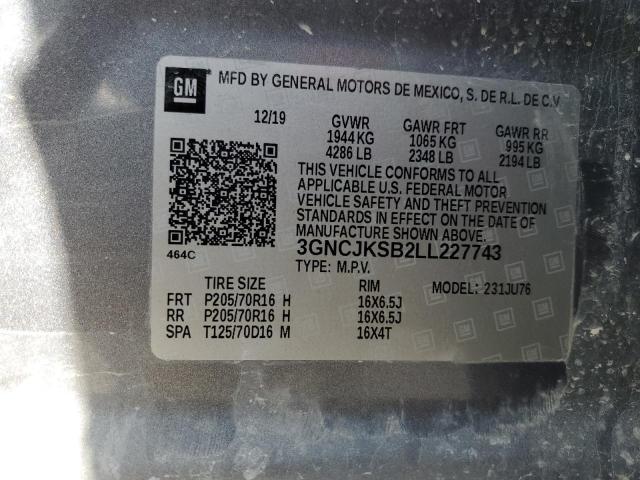 GM MFD BY GENERAL MOTORS DE MEXICO, S. DE R.L. DE C.V
12/19 GVWR GAWR FRT GAWR RR
1944 KG 1065 KG 995 KG
4286 LB 2348 LB 2194 LB
THIS VEHICLE CONFORMS TO ALL
APPLICABLE U.S. FEDERAL MOTOR
VEHICLE SAFETY AND THEFT PREVENTION
STANDARDS IN EFFECT ON THE DATE OF
MANUFACTURE SHOWN ABOVE.
464C 3GNCJKSB2LL227743
TYPE: M.P.V. MODEL: 231JU76
TIRE SIZE RIM
FRT P205/70R16 H 16X6.5J
RR P205/70R16 H 16X6.5J
SPA T125/70D16 M 16X4T